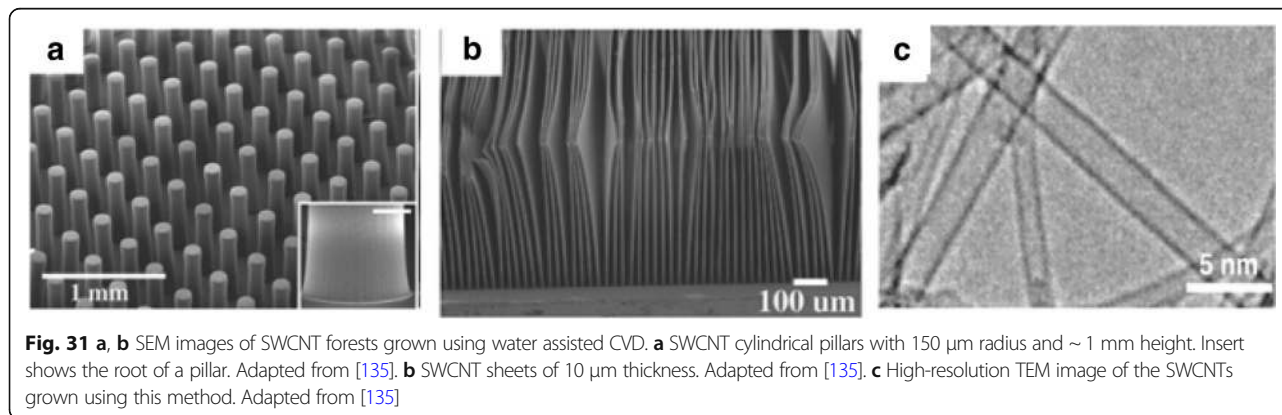 a
b
c
1 mm
100 um
5 nm
Fig. 31 a, b SEM images of SWCNT forests grown using water assisted CVD. a SWCNT cylindrical pillars with 150 μm radius and ~ 1 mm height. Insert
shows the root of a pillar. Adapted from [135]. b SWCNT sheets of 10 μm thickness. Adapted from [135]. c High-resolution TEM image of the SWCNTs
grown using this method. Adapted from [135]